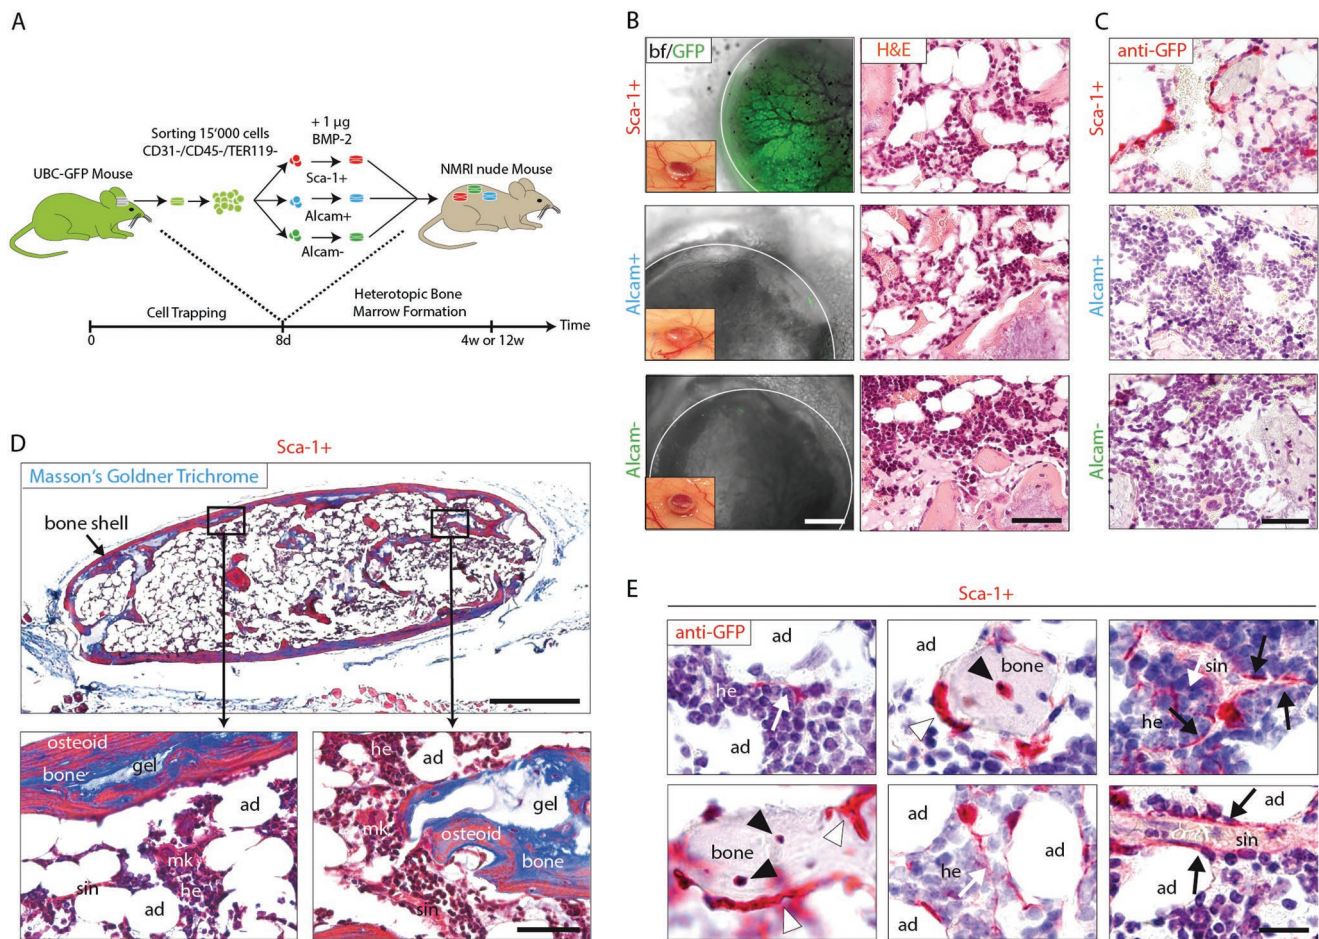 A
Sorting 15'000 cells
CD31-/CD45-/TER119-
+ 1 µg
BMP-2
UBC-GFP Mouse
NMRI nude Mouse
Sca-1+
Alcam+
Alcam-
Cell Trapping
Heterotopic Bone
Marrow Formation
Time
0
8d
4w or 12w
B
bf/GFP
H&E
Sca-1+
Alcam+
Alcam-
C
anti-GFP
Sca-1+
Alcam+
Alcam-
D
Sca-1+
Masson's Goldner Trichrome
bone shell
osteoid
bone
gel
ad
mk
sin
he
ad
he
ad
gel
mk
osteoid
bone
sin
E
Sca-1+
anti-GFP
ad
he
ad
ad
bone
sin
he
bone
ad
he
ad
ad
ad
sin
ad